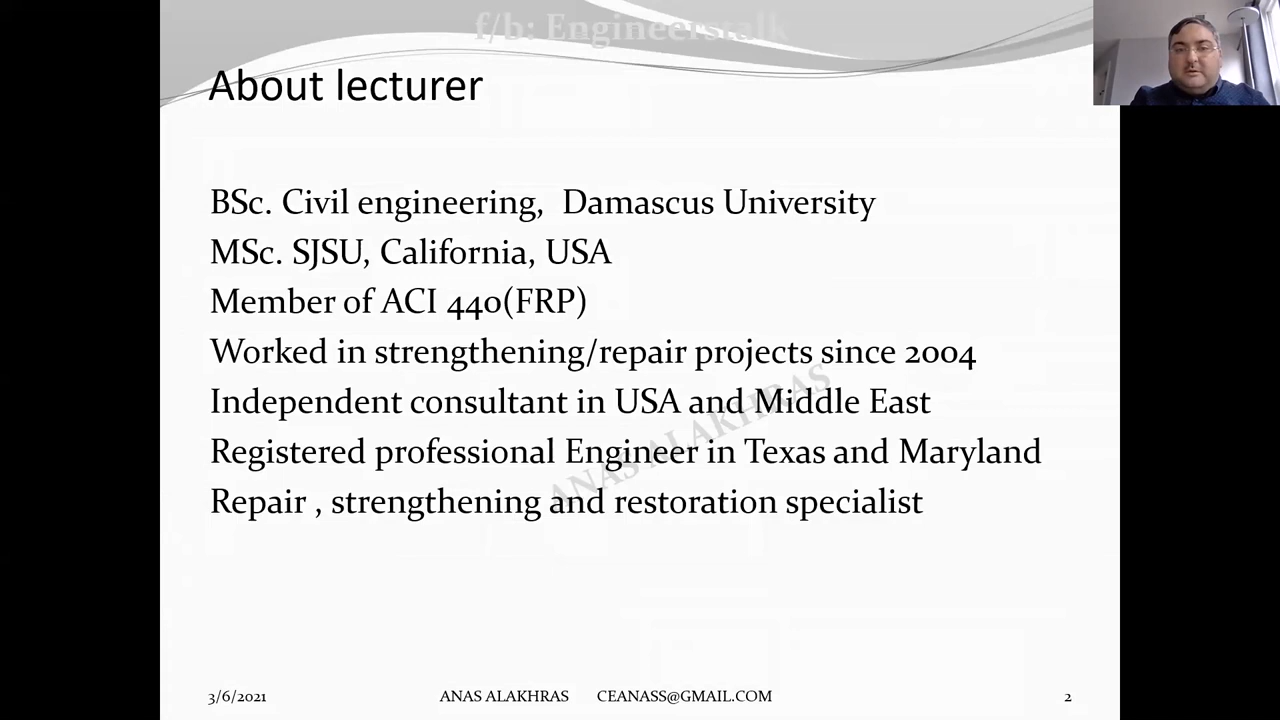 f/b: Engineerstalk
About lecturer
BSc. Civil engineering, Damascus University
MSc. SJSU, California, USA
Member of ACI 440(FRP)
Worked in strengthening/repair projects since 2004
Independent consultant in USA and Middle East
Registered professional Engineer in Texas and Maryland
Repair , strengthening and restoration specialist
ANAS ALAKHRAS
3/6/2021 ANAS ALAKHRAS CEANASS@GMAIL.COM 2